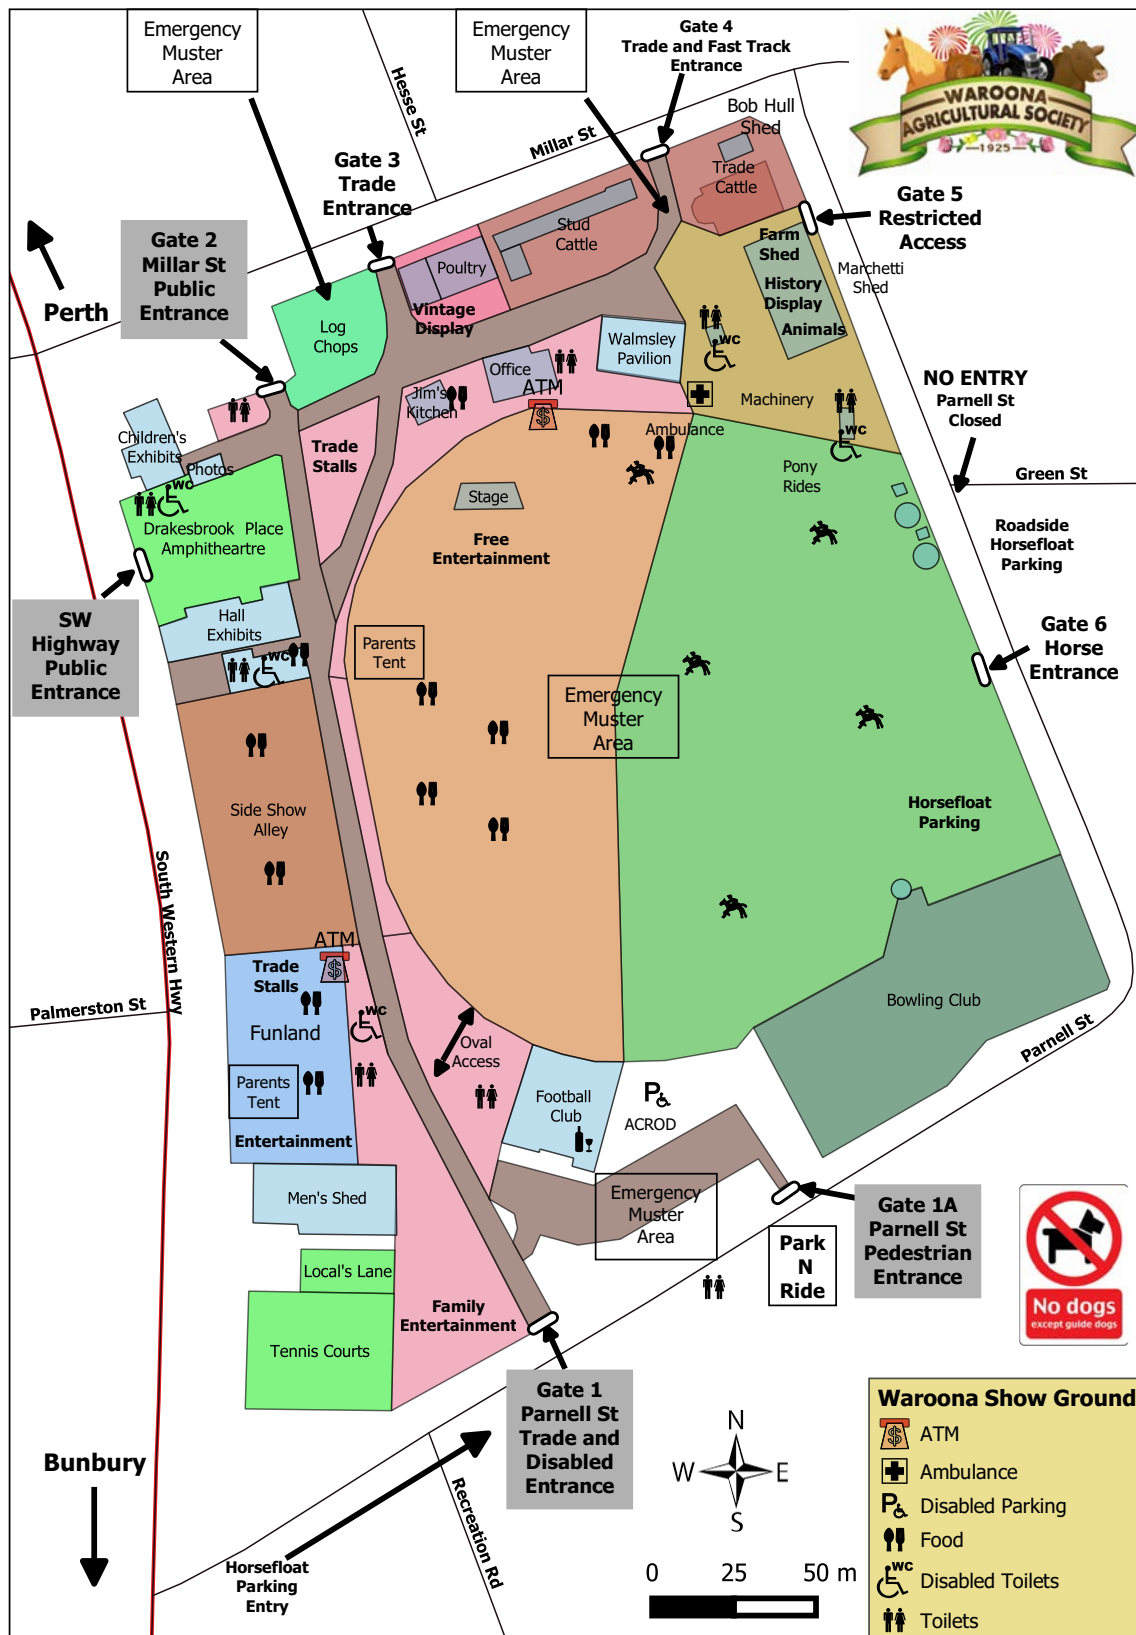 Emergency
Muster
Area
Emergency
Muster
Area
Gate 4
Trade and Fast Track
Entrance
WAROONA
AGRICULTURAL SOCIETY
1925
Hesse St
Millar St
Bob Hull
Shed
Trade
Cattle
Gate 3
Trade
Entrance
Gate 5
Restricted
Access
Gate 2
Millar St
Public
Entrance
Perth
Stud
Cattle
Poultry
Vintage
Display
Farm
Shed
History
Display
Animals
Marchetti
Shed
Log
Chops
Walmsley
Pavilion
WC
Office
ATM
Jim's
Kitchen
Machinery
Ambulance
WC
NO ENTRY
Parnell St
Closed
Green St
Children's
Exhibits
Photos
Trade
Stalls
WC
Pony
Rides
Stage
Free
Entertainment
Drakesbrook Place
Amphitheartre
Roadside
Horsefloat
Parking
SW
Highway
Public
Entrance
Hall
Exhibits
WC
Parents
Tent
Gate 6
Horse
Entrance
Emergency
Muster
Area
Side Show
Alley
Horsefloat
Parking
South Western Hwy
ATM
Trade
Stalls
Funland
WC
Palmerston St
Oval
Access
Bowling Club
Parnell St
Parents
Tent
Entertainment
Football
Club
P
ACROD
Men's Shed
Emergency
Muster
Area
Gate 1A
Parnell St
Pedestrian
Entrance
Park
N
Ride
No dogs
except guide dogs
Local's Lane
Family
Entertainment
Tennis Courts
Gate 1
Parnell St
Trade and
Disabled
Entrance
Bunbury
Recreation Rd
Horsefloat
Parking
Entry
N
W
E
S
0 25 50 m
Waroona Show Ground
ATM
Ambulance
P
Disabled Parking
Food
WC
Disabled Toilets
Toilets